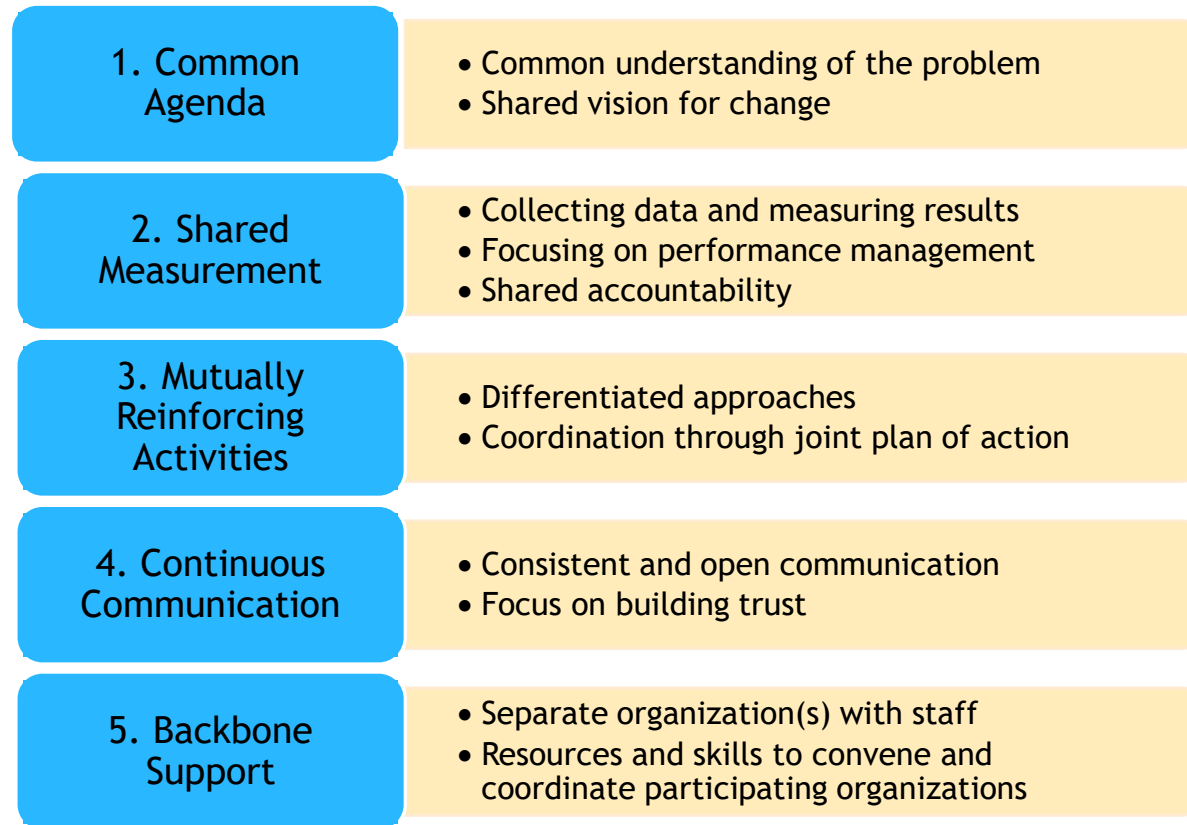 1. Common
Agenda
• Common understanding of the problem
• Shared vision for change
2. Shared
Measurement
• Collecting data and measuring results
• Focusing on performance management
• Shared accountability
3. Mutually
Reinforcing
Activities
• Differentiated approaches
• Coordination through joint plan of action
4. Continuous
Communication
• Consistent and open communication
• Focus on building trust
5. Backbone
Support
• Separate organization(s) with staff
• Resources and skills to convene and
coordinate participating organizations